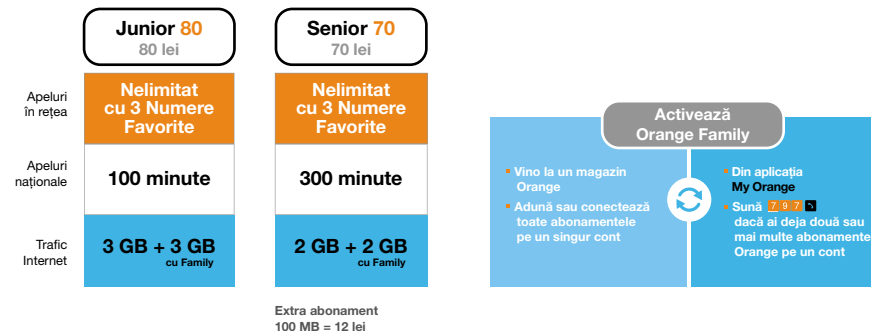 Junior 80
80 lei
Senior 70
70 lei
Apeluri
în rețea
Nelimitat
cu 3 Numere
Favorite
Nelimitat
cu 3 Numere
Favorite
Apeluri
naționale
100 minute
300 minute
Trafic
Internet
3 GB + 3 GB
cu Family
2 GB + 2 GB
cu Family
Extra abonament
100 MB = 12 lei
Activează
Orange Family
Vino la un magazin
Orange
Adună sau conectează
toate abonamentele
pe un singur cont
Din aplicația
My Orange
Sună 7 9 7
dacă ai deja două sau
mai multe abonamente
Orange pe un cont